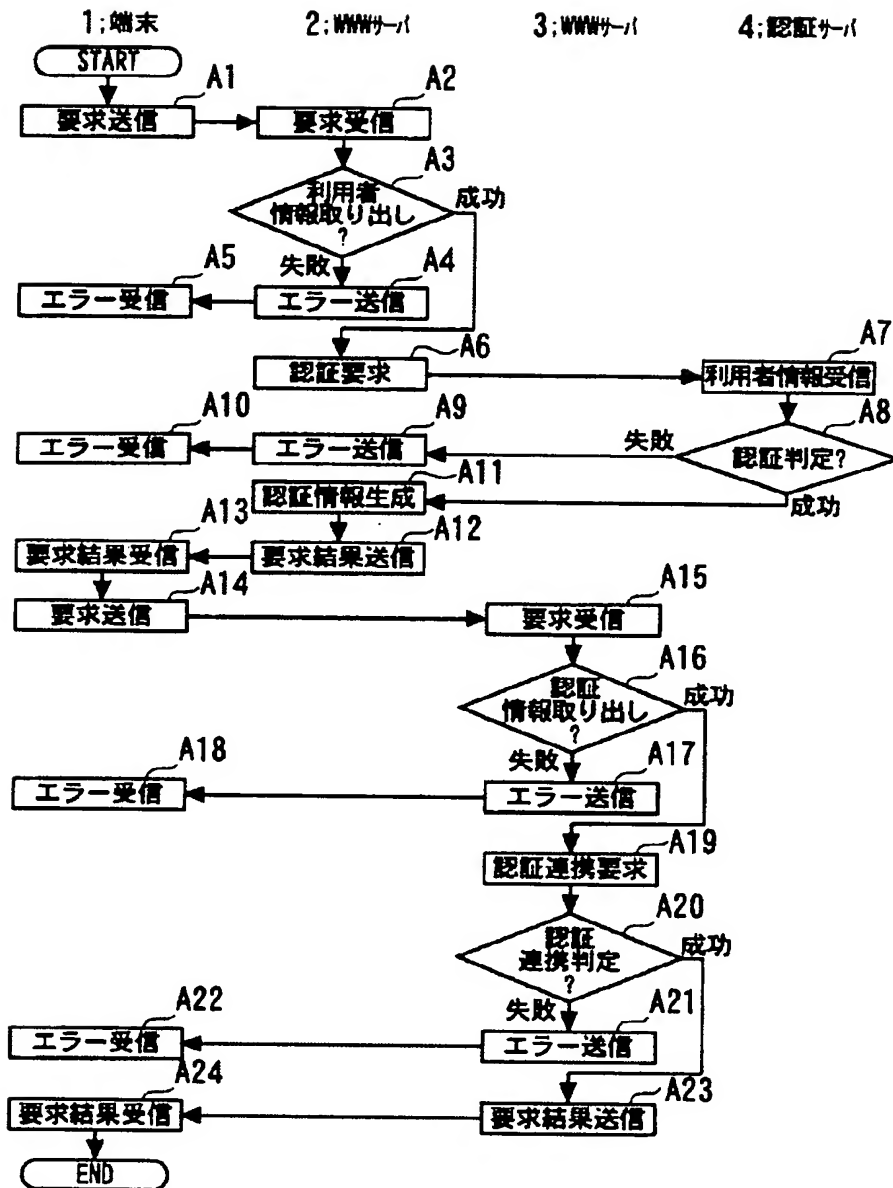 1;端末 2;WWWサーバ 3;WWWサーバ 4;認証サーバ
START
A1 A2
要求送信 要求受信
A3
利用者
情報取り出し
?
成功
失敗
A5 A4
エラー受信 エラー送信
A6 A7
認証要求 利用者情報受信
A10 A9 A8
エラー受信 エラー送信 失敗 認証判定?
A11
認証情報生成 成功
A13 A12
要求結果受信 要求結果送信
A14 A15
要求送信 要求受信
A16
認証
情報取り出し
?
成功
失敗
A18 A17
エラー受信 エラー送信
A19
認証連携要求
A20
認証
連携判定
?
成功
失敗
A22 A21
エラー受信 エラー送信
A24 A23
要求結果受信 要求結果送信
END